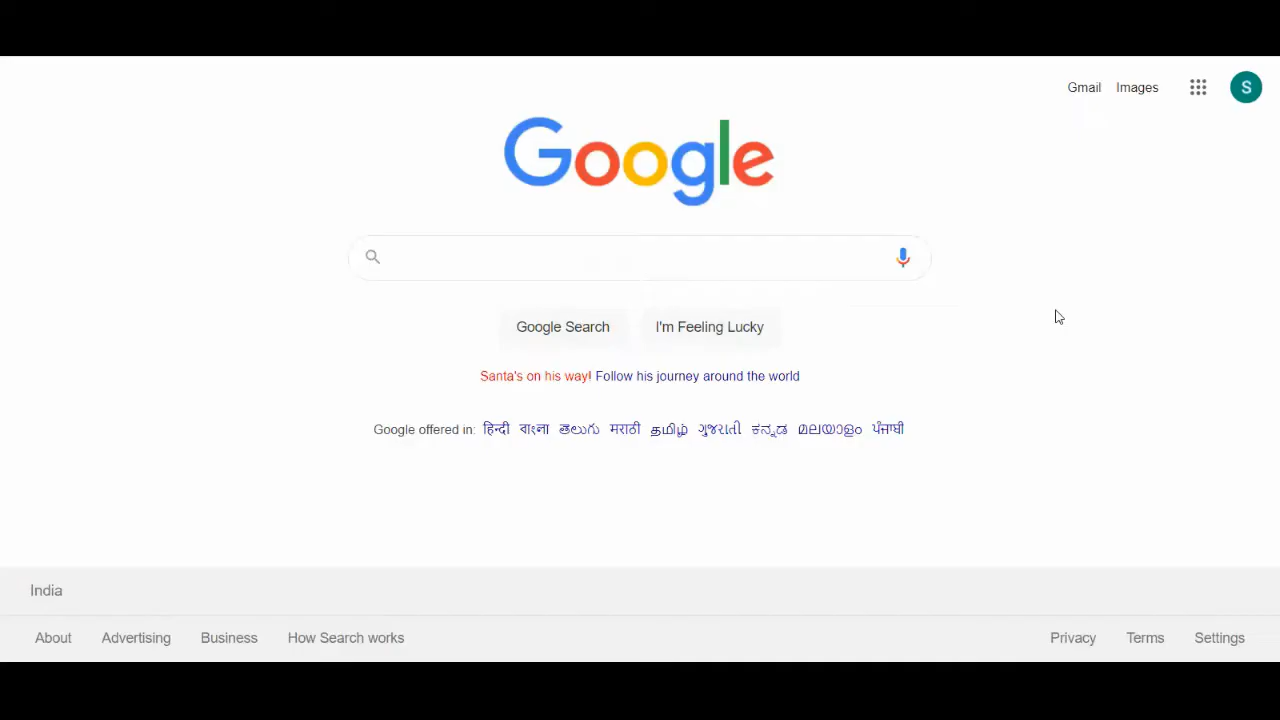 Gmail Images S
Google
Google Search I'm Feeling Lucky
Santa's on his way! Follow his journey around the world
Google offered in: हिन्दी বাংলা తెలుగు मराठी தமிழ் ગુજરાતી ಕನ್ನಡ മലയാളം ਪੰਜਾਬੀ
India
About Advertising Business How Search works Privacy Terms Settings